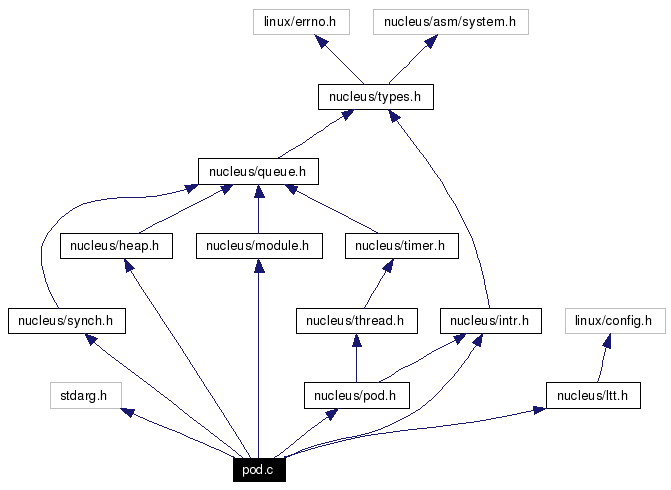 linux/errno.h
nucleus/asm/system.h
nucleus/types.h
nucleus/queue.h
nucleus/heap.h
nucleus/module.h
nucleus/timer.h
nucleus/synch.h
nucleus/thread.h
nucleus/intr.h
linux/config.h
stdarg.h
nucleus/pod.h
nucleus/ltt.h
pod.c